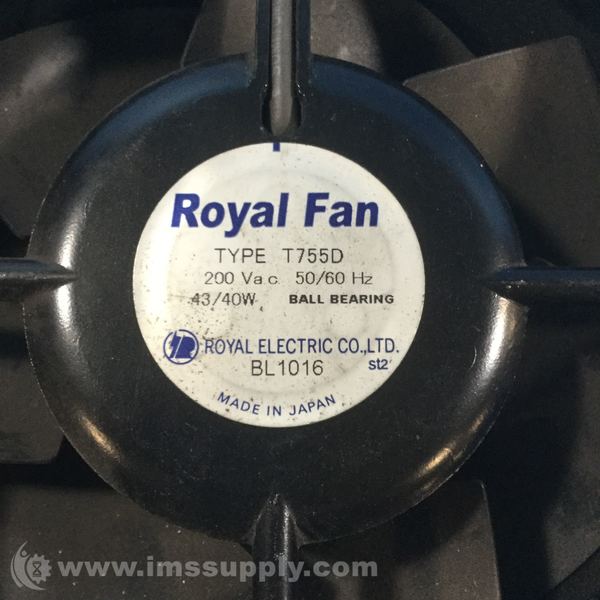 Royal Fan
TYPE T755D
200 Va.c. 50/60 Hz
43/40W BALL BEARING
ROYAL ELECTRIC CO.,LTD.
BL1016 st2
MADE IN JAPAN
www.imssupply.com